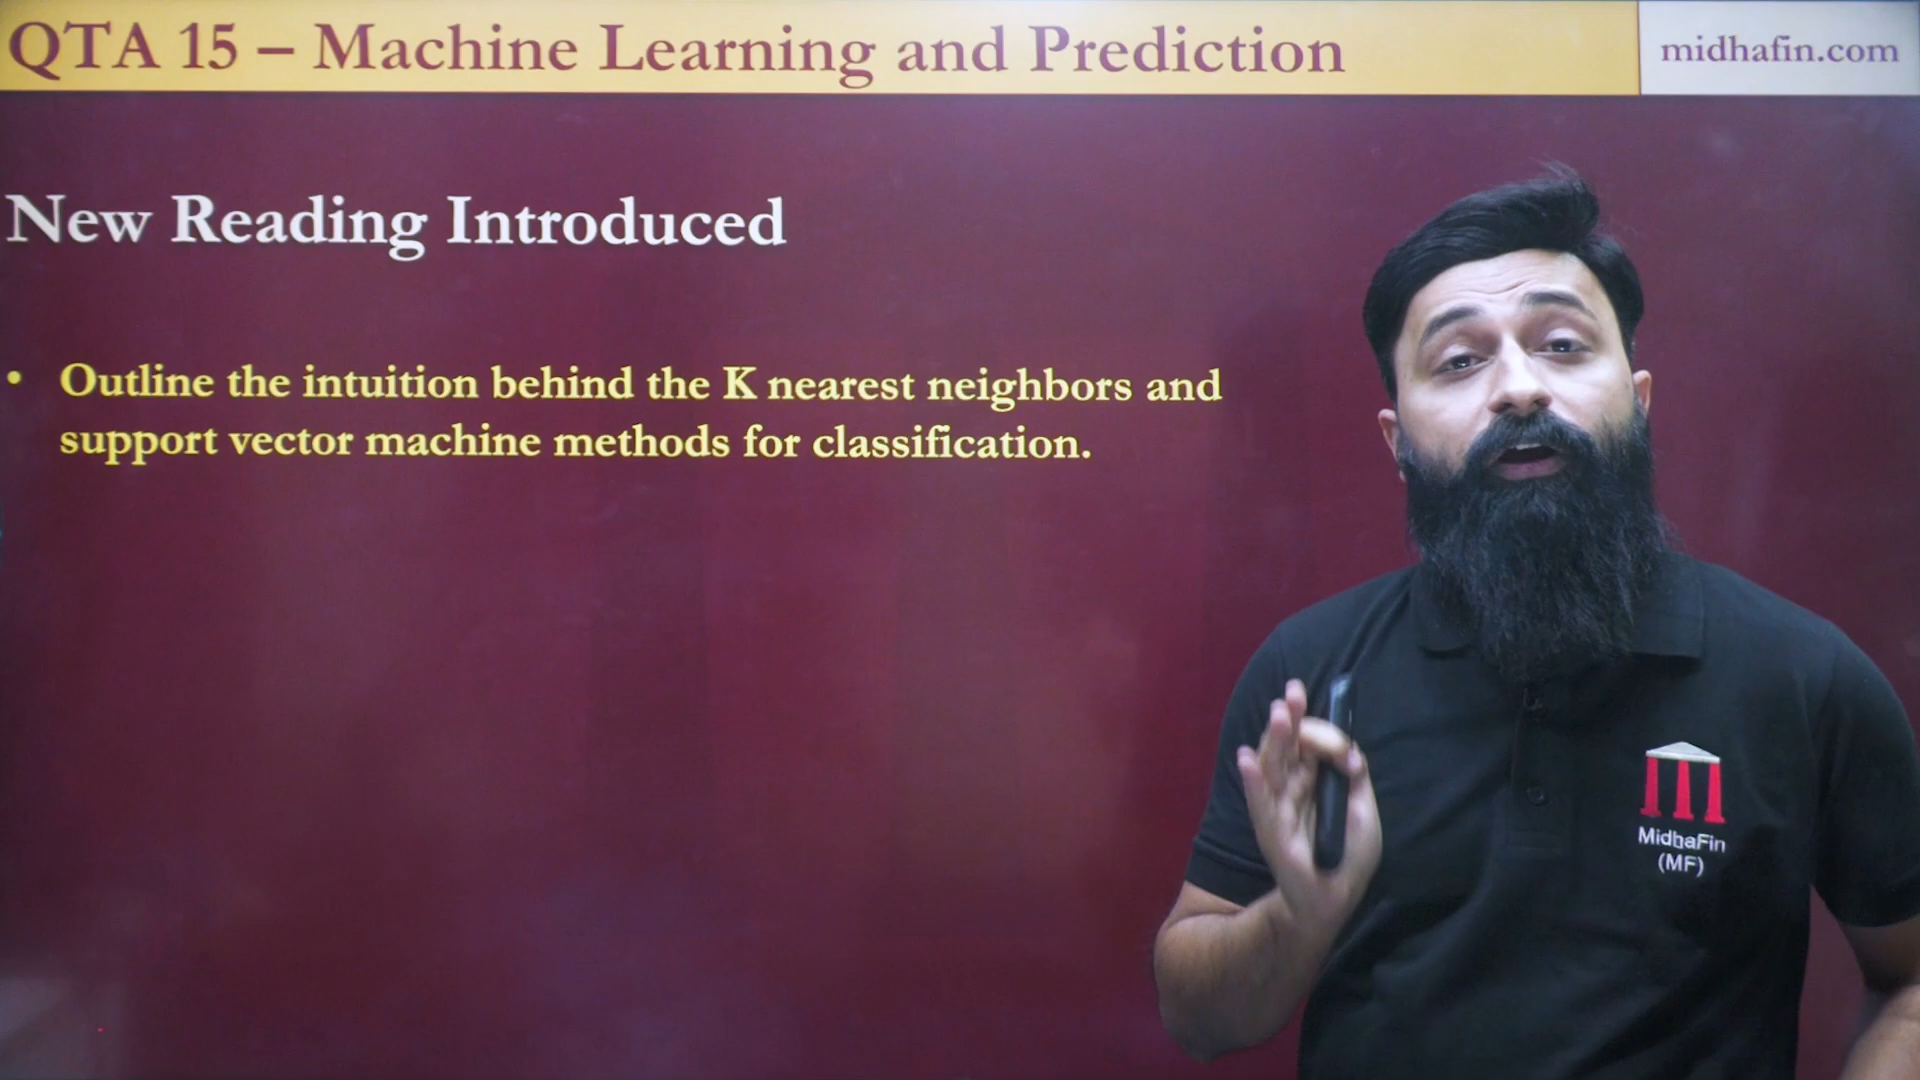 QTA 15 – Machine Learning and Prediction
midhafin.com
New Reading Introduced
• Outline the intuition behind the K nearest neighbors and
support vector machine methods for classification.
MidhaFin
(MF)